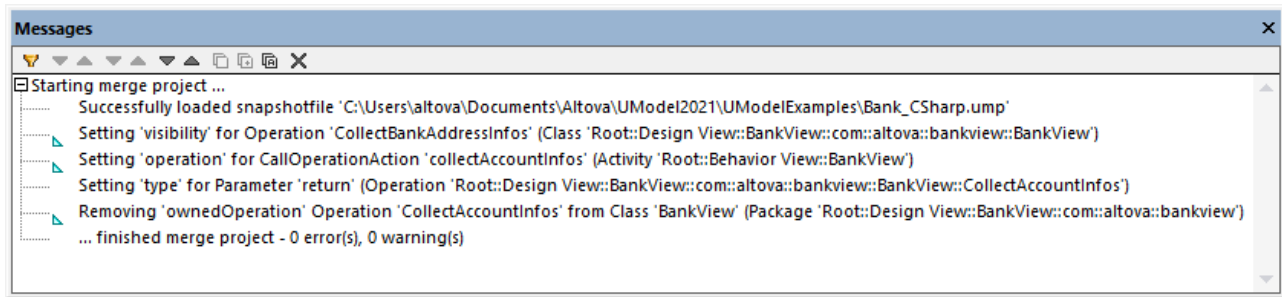 Messages
Starting merge project ...
Successfully loaded snapshotfile 'C:\Users\altova\Documents\Altova\UModel2021\UModelExamples\Bank_CSharp.ump'
Setting 'visibility' for Operation 'CollectBankAddressInfos' (Class 'Root::Design View::BankView::com::altova::bankview::BankView')
Setting 'operation' for CallOperationAction 'collectAccountInfos' (Activity 'Root::Behavior View::BankView')
Setting 'type' for Parameter 'return' (Operation 'Root::Design View::BankView::com::altova::bankview::BankView::CollectAccountInfos')
Removing 'ownedOperation' Operation 'CollectAccountInfos' from Class 'BankView' (Package 'Root::Design View::BankView::com::altova::bankview')
... finished merge project - 0 error(s), 0 warning(s)